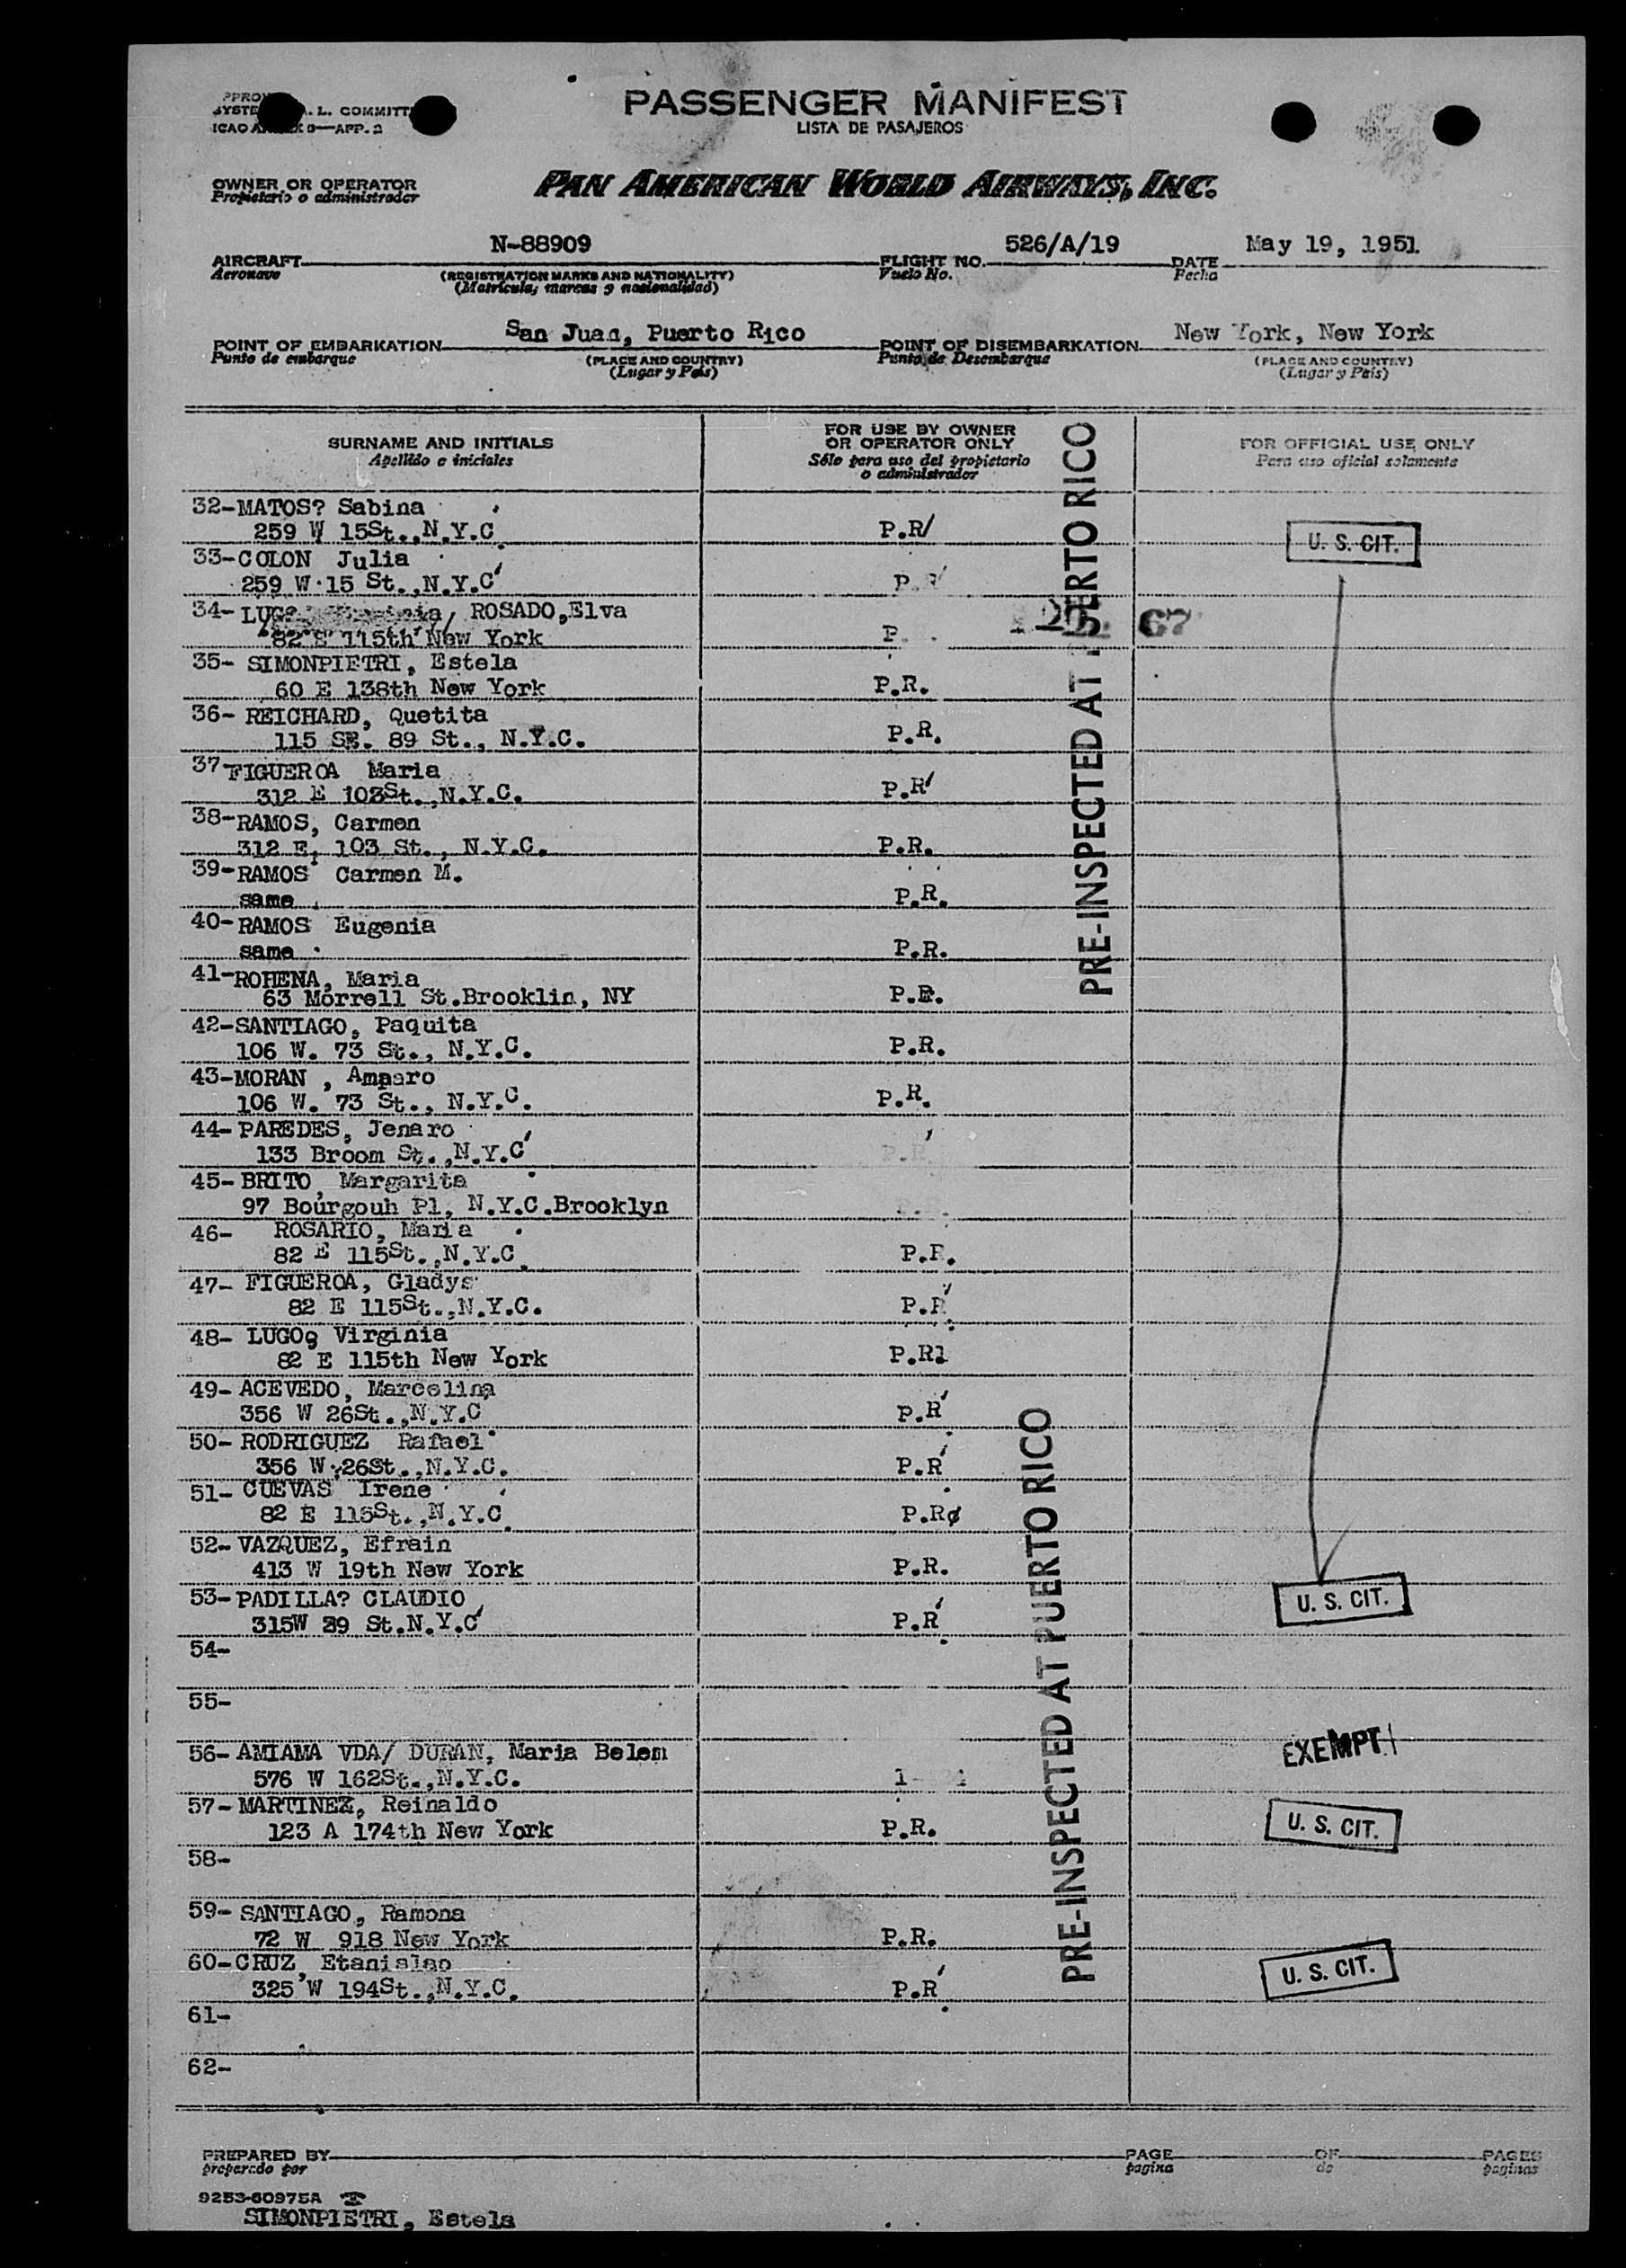 PASSENGER MANIFEST
LISTA DE PASAJEROS
ICAO APP. 2
OWNER OR OPERATOR
Propietario o administrador
PAN AMERICAN WORLD AIRWAYS, INC.
AIRCRAFT N-88909 FLIGHT NO. 526/A/19 DATE May 19, 1951
Aeronave (REGISTRATION MARKS AND NATIONALITY) Vuelo No. Fecha
(Matrícula, marcas y nacionalidad)
POINT OF EMBARKATION San Juan, Puerto Rico POINT OF DISEMBARKATION New York, New York
Punto de embarque (PLACE AND COUNTRY) Punto de Desembarque (PLACE AND COUNTRY)
(Lugar y País) (Lugar y País)
SURNAME AND INITIALS
Apellido e iniciales
FOR USE BY OWNER
OR OPERATOR ONLY
Sólo para uso del propietario
o administrador
FOR OFFICIAL USE ONLY
Para uso oficial solamente
PRE-INSPECTED AT PUERTO RICO
32-MATOS? Sabina
259 W 15St.,N.Y.C P.R/ U. S. CIT.
33-COLON Julia
259 W 15 St.,N.Y.C' P.
34- ROSADO,Elva
82 E 115th New York P. 67
35- SIMONPIETRI, Estela
60 E 138th New York P.R.
36- REICHARD, Quetita
115 SE. 89 St., N.Y.C. P.R.
37-FIGUEROA Maria
312 E 103St.,N.Y.C. P.R'
38-RAMOS, Carmen
312 E. 103 St., N.Y.C. P.R.
39-RAMOS Carmen M.
same P.R.
40-RAMOS Eugenia
same P.R.
41-ROHENA, Maria
63 Morrell St.Brooklin, NY P.R.
42-SANTIAGO, Paquita
106 W. 73 St., N.Y.C. P.R.
43-MORAN , Amparo
106 W. 73 St., N.Y.C. P.R.
44-PAREDES, Jenaro
133 Broom St.,N.Y.C' P.R
45-BRITO, Margarita
97 Bourgouh Pl, N.Y.C.Brooklyn
46- ROSARIO, Maria
82 E 115St.,N.Y.C. P.R.
47- FIGUEROA, Gladys
82 E 115St.,N.Y.C. P.R'
48- LUGO, Virginia
82 E 115th New York P.R.
49- ACEVEDO, Marcelina
356 W 26St.,N.Y.C P.R'
50- RODRIGUEZ Rafael
356 W 26St.,N.Y.C. P.R'
51- CUEVAS Irene
82 E 115St.,N.Y.C. P.R
52- VAZQUEZ, Efrain
413 W 19th New York P.R.
53-PADILLA? CLAUDIO
315W 39 St.N.Y.C' P.R' U. S. CIT.
54-
55-
PRE-INSPECTED AT PUERTO RICO
56- AMIAMA VDA/ DURAN, Maria Belem EXEMPT
576 W 162St.,N.Y.C.
57-MARTINEZ, Reinaldo
123 A 174th New York P.R. U. S. CIT.
58-
59- SANTIAGO, Ramona
72 W 918 New York P.R.
60-CRUZ, Etanislao
325 W 194St.,N.Y.C. P.R' U. S. CIT.
61-
62-
PREPARED BY PAGE OF PAGES
preparado por pagina de paginas
9253-60975A
SIMONPIETRI, Estela